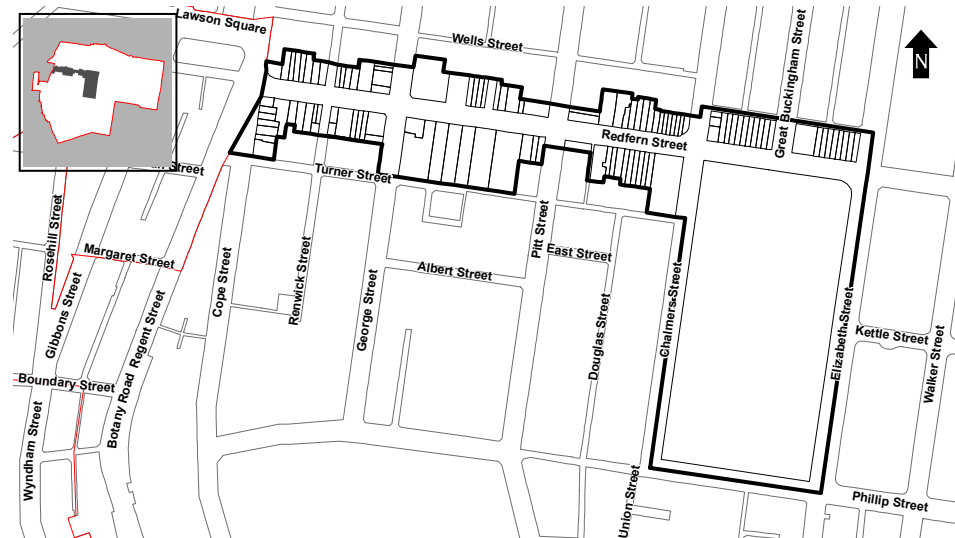 Lawson Square
Wells Street
Great Buckingham Street
N
Redfern Street
Street
Turner Street
Rosehill Street
Margaret Street
Cope Street
Renwick Street
Albert Street
Pitt Street
East Street
Gibbons Street
George Street
Douglas Street
Chalmers Street
Elizabeth Street
Kettle Street
Walker Street
Botany Road Regent Street
Boundary Street
Wyndham Street
Union Street
Phillip Street